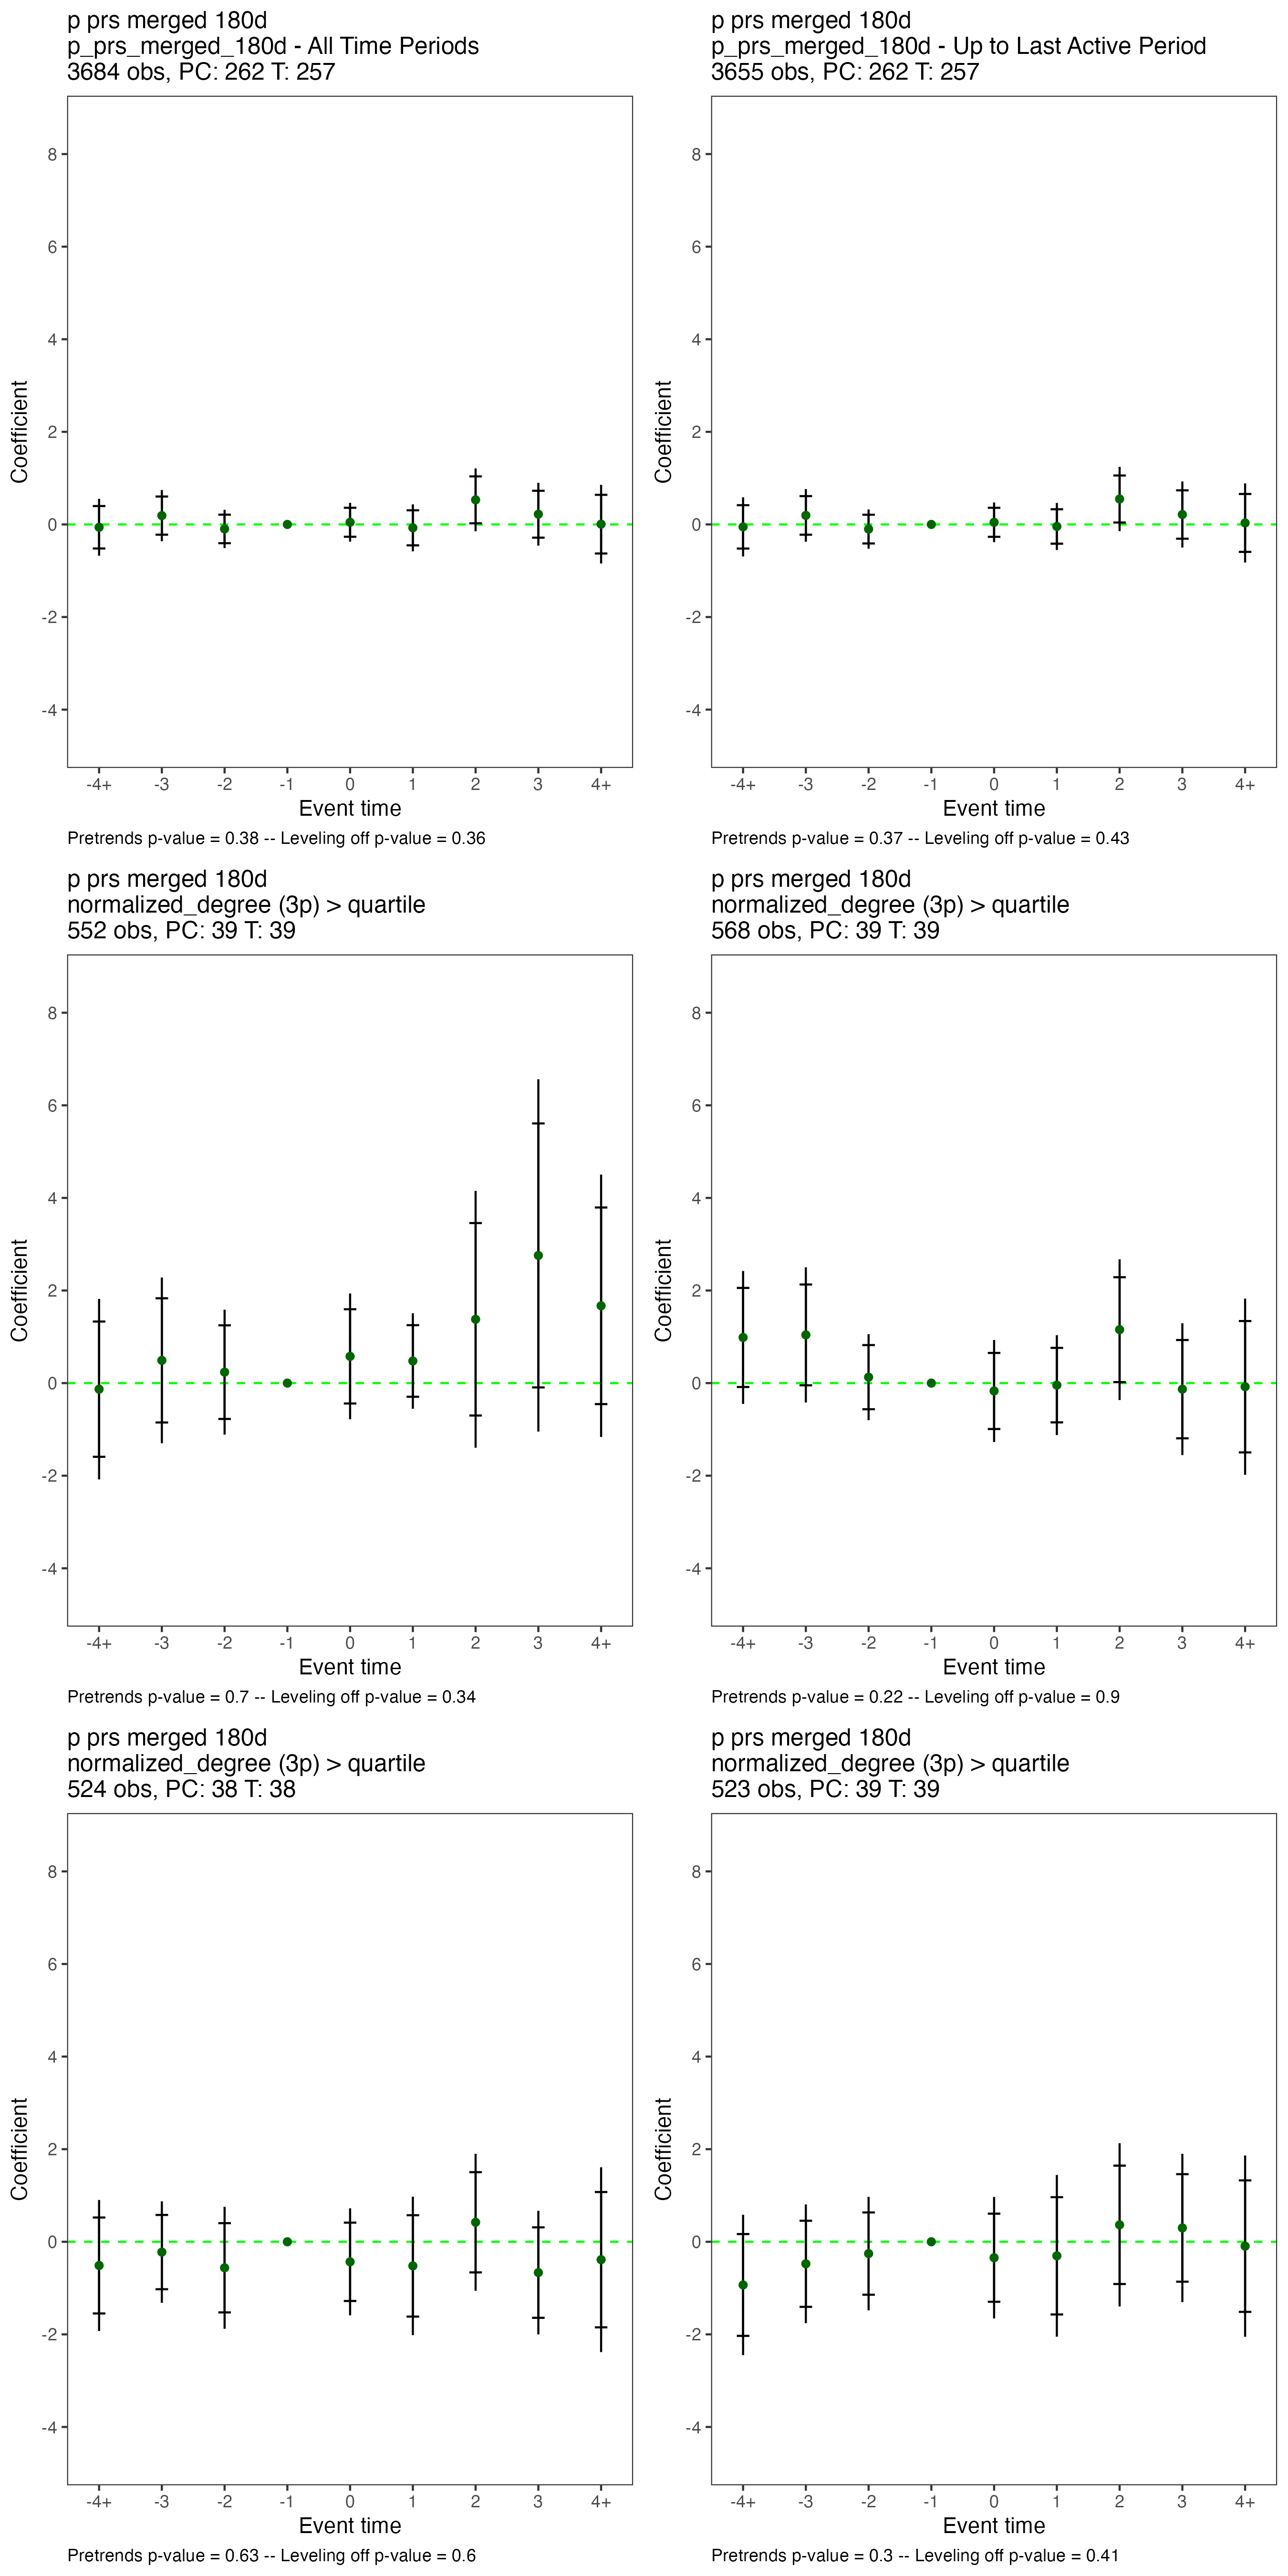 p prs merged 180d
p_prs_merged_180d - All Time Periods
3684 obs, PC: 262 T: 257
8
6
4
2
0
-2
-4
Coefficient
-4+ -3 -2 -1 0 1 2 3 4+
Event time
Pretrends p-value = 0.38 -- Leveling off p-value = 0.36
p prs merged 180d
p_prs_merged_180d - Up to Last Active Period
3655 obs, PC: 262 T: 257
8
6
4
2
0
-2
-4
Coefficient
-4+ -3 -2 -1 0 1 2 3 4+
Event time
Pretrends p-value = 0.37 -- Leveling off p-value = 0.43
p prs merged 180d
normalized_degree (3p) > quartile
552 obs, PC: 39 T: 39
8
6
4
2
0
-2
-4
Coefficient
-4+ -3 -2 -1 0 1 2 3 4+
Event time
Pretrends p-value = 0.7 -- Leveling off p-value = 0.34
p prs merged 180d
normalized_degree (3p) > quartile
568 obs, PC: 39 T: 39
8
6
4
2
0
-2
-4
Coefficient
-4+ -3 -2 -1 0 1 2 3 4+
Event time
Pretrends p-value = 0.22 -- Leveling off p-value = 0.9
p prs merged 180d
normalized_degree (3p) > quartile
524 obs, PC: 38 T: 38
8
6
4
2
0
-2
-4
Coefficient
-4+ -3 -2 -1 0 1 2 3 4+
Event time
Pretrends p-value = 0.63 -- Leveling off p-value = 0.6
p prs merged 180d
normalized_degree (3p) > quartile
523 obs, PC: 39 T: 39
8
6
4
2
0
-2
-4
Coefficient
-4+ -3 -2 -1 0 1 2 3 4+
Event time
Pretrends p-value = 0.3 -- Leveling off p-value = 0.41